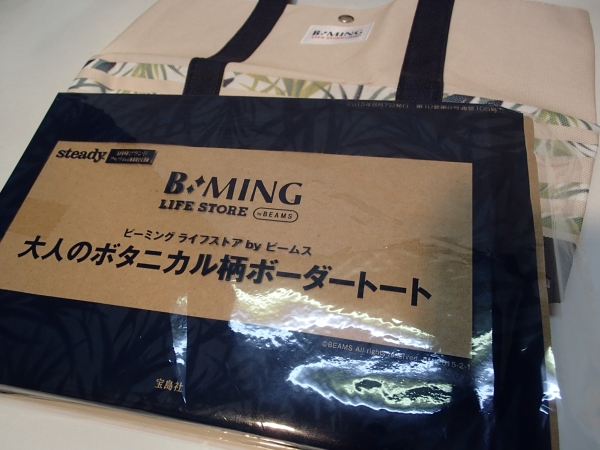 B:MING
LIFE STORE
steady.
B:MING
LIFE STORE by BEAMS
ビーミング ライフストア by ビームス
大人のボタニカル柄ボーダートート
©BEAMS All rights reserved.
宝島社